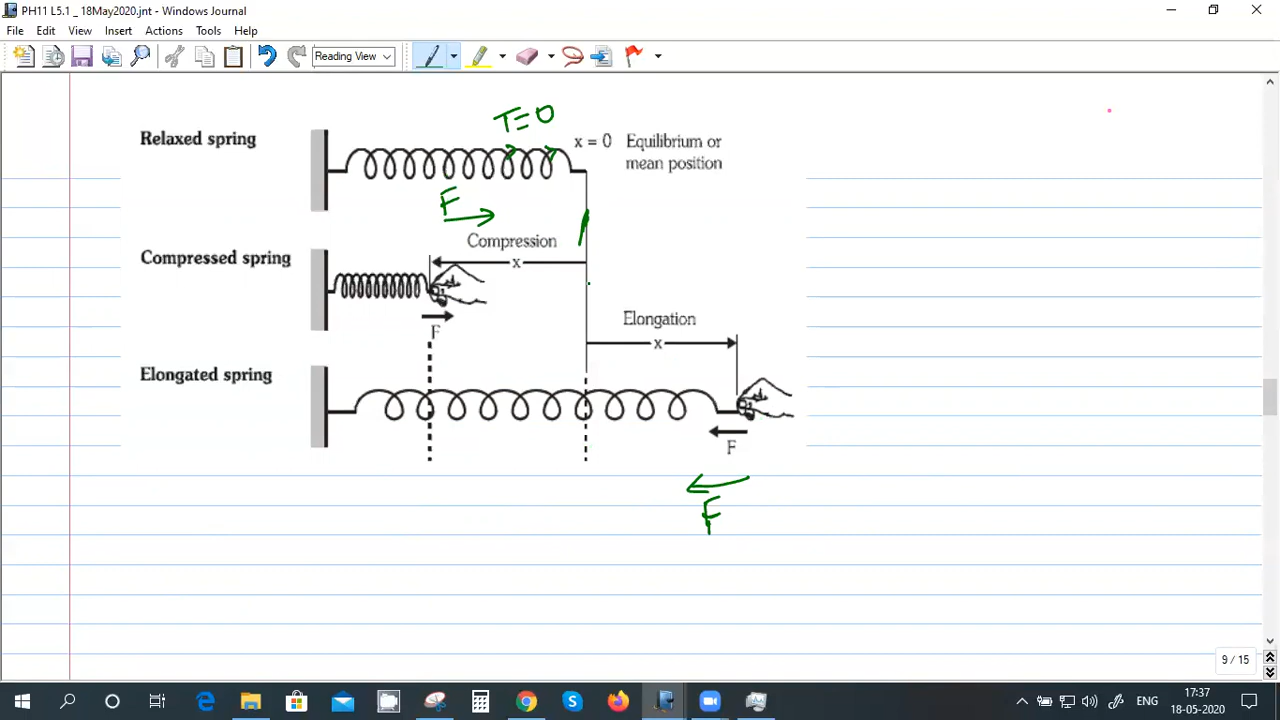 PH11 L5.1 _ 18May2020.jnt - Windows Journal
File Edit View Insert Actions Tools Help
Reading View
T=0
Relaxed spring
x = 0 Equilibrium or
mean position
F
Compression
x
Compressed spring
F
Elongation
x
Elongated spring
F
F
9 / 15
ENG
17:37
18-05-2020